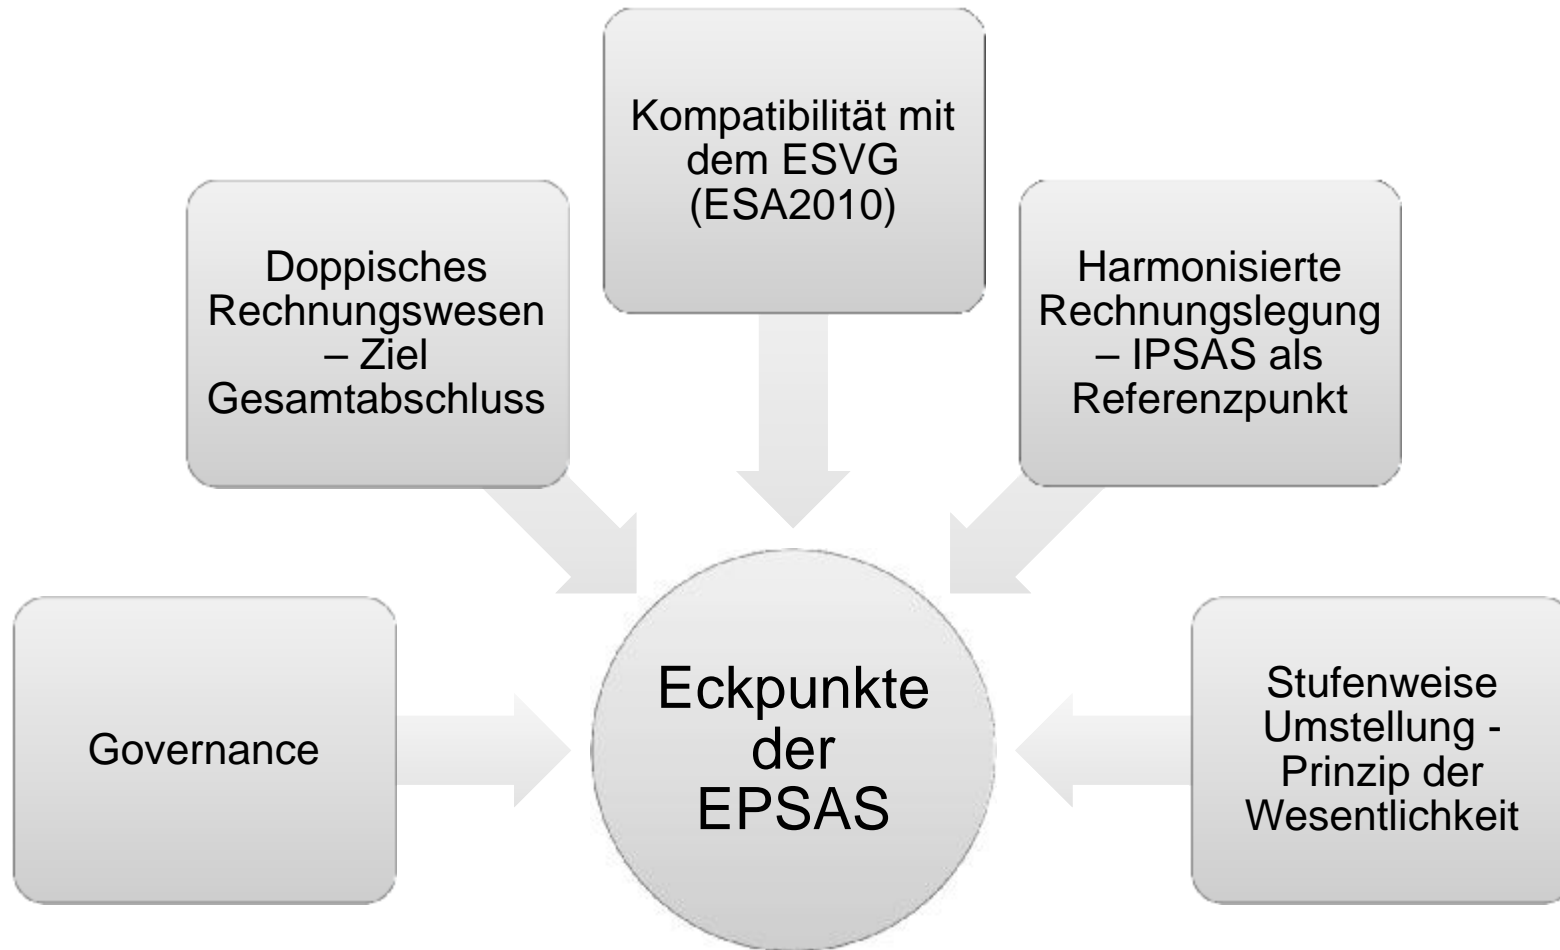 Kompatibilität mit
dem ESVG
(ESA2010)
Doppisches
Rechnungswesen
– Ziel
Gesamtabschluss
Harmonisierte
Rechnungslegung
– IPSAS als
Referenzpunkt
Governance
Eckpunkte
der
EPSAS
Stufenweise
Umstellung -
Prinzip der
Wesentlichkeit